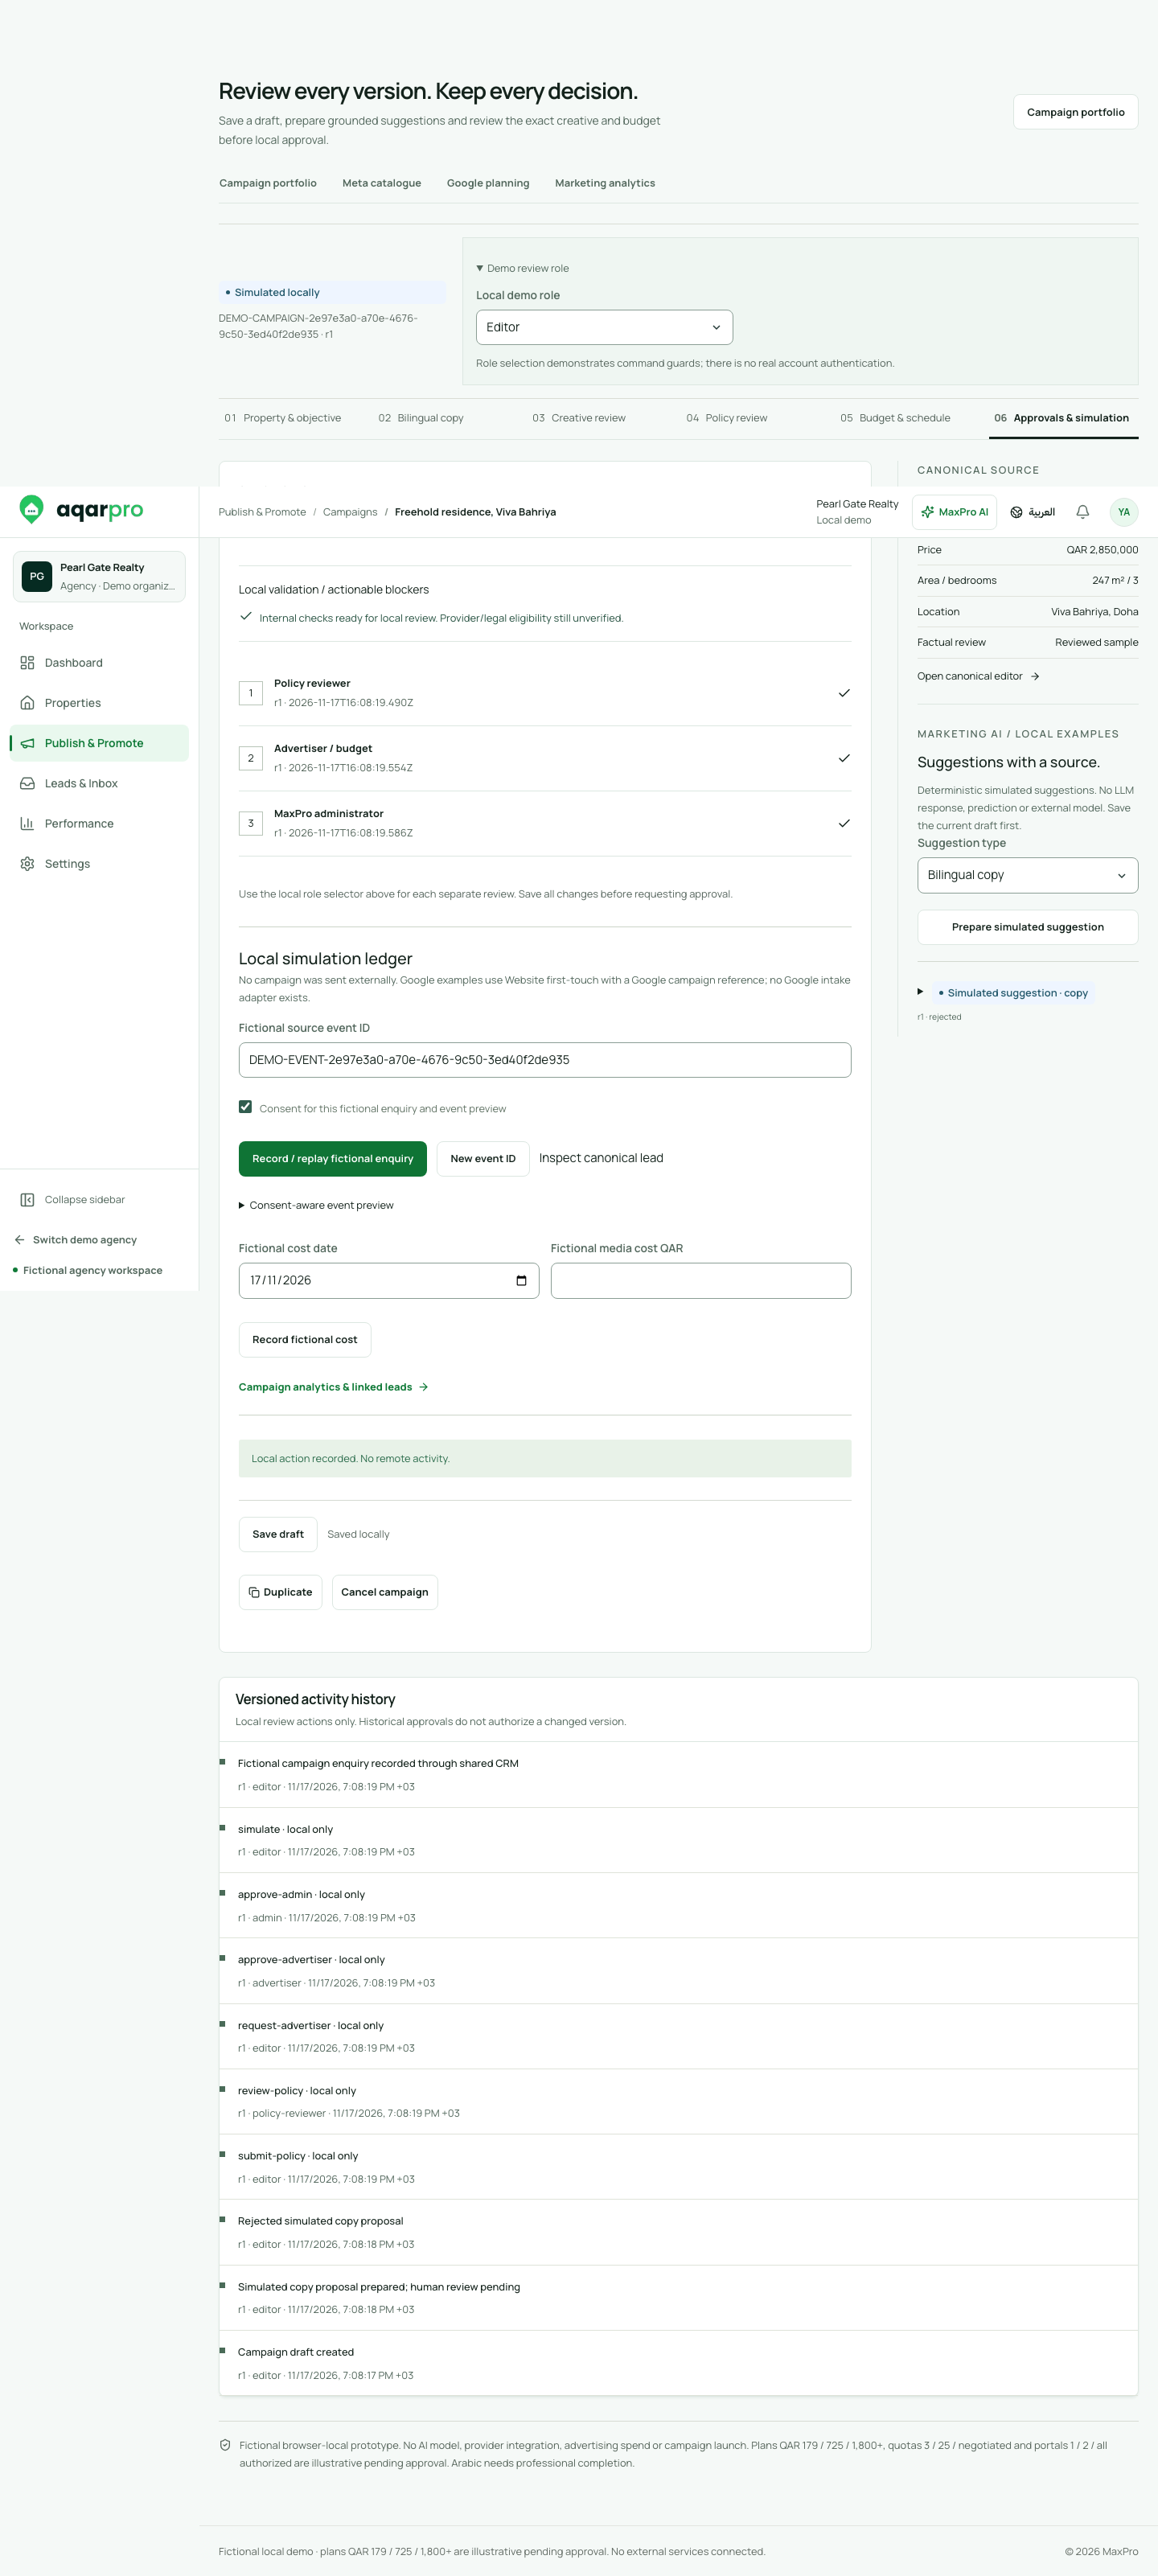 Review every version. Keep every decision.
Save a draft, prepare grounded suggestions and review the exact creative and budget
before local approval.
Campaign portfolio
Campaign portfolio
Meta catalogue
Google planning
Marketing analytics
Simulated locally
DEMO-CAMPAIGN-2e97e3a0-a70e-4676-
9c50-3ed40f2de935 · r1
Demo review role
Local demo role
Editor
Role selection demonstrates command guards; there is no real account authentication.
01 Property & objective
02 Bilingual copy
03 Creative review
04 Policy review
05 Budget & schedule
06 Approvals & simulation
CANONICAL SOURCE
aqarpro
Publish & Promote / Campaigns / Freehold residence, Viva Bahriya
Pearl Gate Realty
Local demo
MaxPro AI
العربية
YA
PG
Pearl Gate Realty
Agency · Demo organiz...
Workspace
Dashboard
Properties
Publish & Promote
Leads & Inbox
Performance
Settings
Collapse sidebar
Switch demo agency
Fictional agency workspace
Local validation / actionable blockers
Internal checks ready for local review. Provider/legal eligibility still unverified.
1
Policy reviewer
r1 · 2026-11-17T16:08:19.490Z
2
Advertiser / budget
r1 · 2026-11-17T16:08:19.554Z
3
MaxPro administrator
r1 · 2026-11-17T16:08:19.586Z
Use the local role selector above for each separate review. Save all changes before requesting approval.
Local simulation ledger
No campaign was sent externally. Google examples use Website first-touch with a Google campaign reference; no Google intake
adapter exists.
Fictional source event ID
DEMO-EVENT-2e97e3a0-a70e-4676-9c50-3ed40f2de935
Consent for this fictional enquiry and event preview
Record / replay fictional enquiry
New event ID
Inspect canonical lead
Consent-aware event preview
Fictional cost date
17/11/2026
Fictional media cost QAR
Record fictional cost
Campaign analytics & linked leads
Local action recorded. No remote activity.
Save draft
Saved locally
Duplicate
Cancel campaign
Price QAR 2,850,000
Area / bedrooms 247 m² / 3
Location Viva Bahriya, Doha
Factual review Reviewed sample
Open canonical editor
MARKETING AI / LOCAL EXAMPLES
Suggestions with a source.
Deterministic simulated suggestions. No LLM
response, prediction or external model. Save
the current draft first.
Suggestion type
Bilingual copy
Prepare simulated suggestion
Simulated suggestion · copy
r1 · rejected
Versioned activity history
Local review actions only. Historical approvals do not authorize a changed version.
Fictional campaign enquiry recorded through shared CRM
r1 · editor · 11/17/2026, 7:08:19 PM +03
simulate · local only
r1 · editor · 11/17/2026, 7:08:19 PM +03
approve-admin · local only
r1 · admin · 11/17/2026, 7:08:19 PM +03
approve-advertiser · local only
r1 · advertiser · 11/17/2026, 7:08:19 PM +03
request-advertiser · local only
r1 · editor · 11/17/2026, 7:08:19 PM +03
review-policy · local only
r1 · policy-reviewer · 11/17/2026, 7:08:19 PM +03
submit-policy · local only
r1 · editor · 11/17/2026, 7:08:19 PM +03
Rejected simulated copy proposal
r1 · editor · 11/17/2026, 7:08:18 PM +03
Simulated copy proposal prepared; human review pending
r1 · editor · 11/17/2026, 7:08:18 PM +03
Campaign draft created
r1 · editor · 11/17/2026, 7:08:17 PM +03
Fictional browser-local prototype. No AI model, provider integration, advertising spend or campaign launch. Plans QAR 179 / 725 / 1,800+, quotas 3 / 25 / negotiated and portals 1 / 2 / all
authorized are illustrative pending approval. Arabic needs professional completion.
Fictional local demo · plans QAR 179 / 725 / 1,800+ are illustrative pending approval. No external services connected.
© 2026 MaxPro